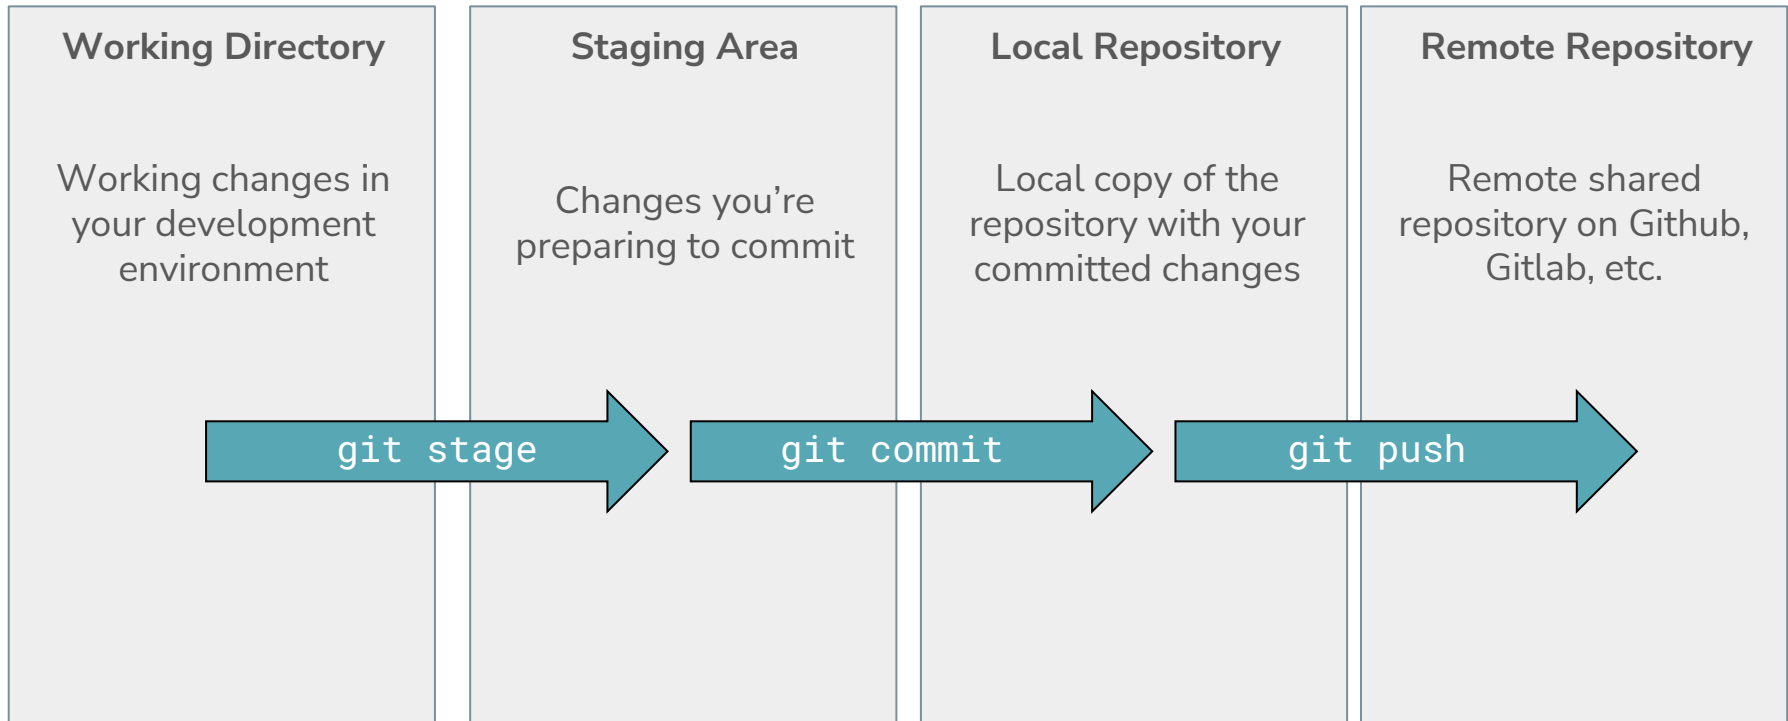 Working Directory
Working changes in
your development
environment
Staging Area
Changes you’re
preparing to commit
Local Repository
Local copy of the
repository with your
committed changes
Remote Repository
Remote shared
repository on Github,
Gitlab, etc.
git stage
git commit
git push